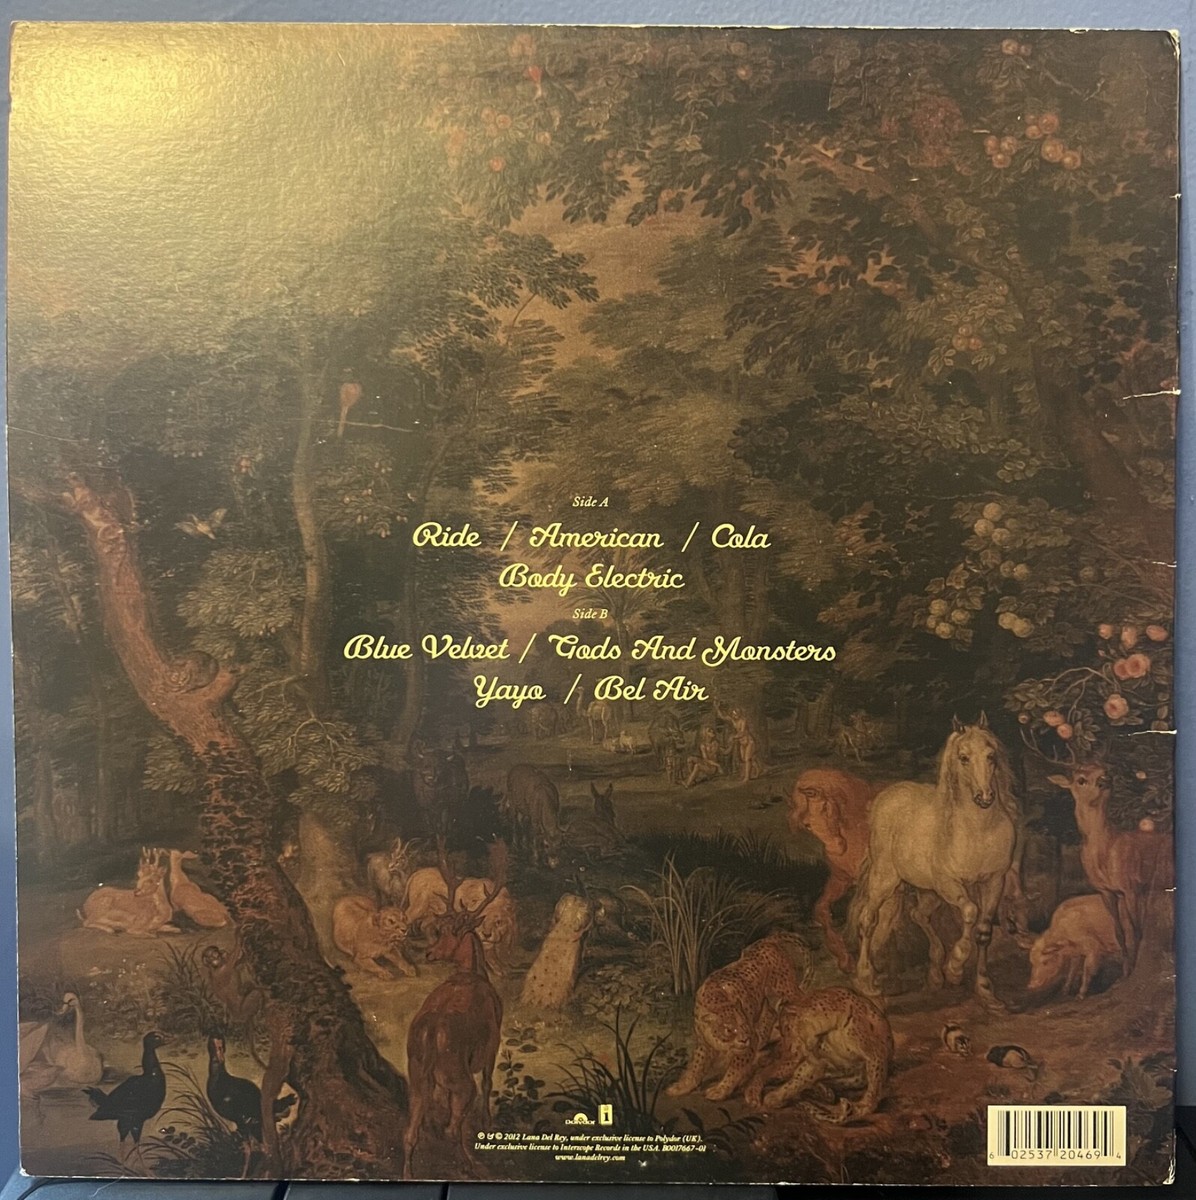 Side A
Ride / American / Cola
Body Electric
Side B
Blue Velvet / Gods And Monsters
Yayo / Bel Air
polydor i
℗ & © 2012 Lana Del Rey, under exclusive license to Polydor (UK).
Under exclusive license to Interscope Records in the USA. B0017667-01
www.lanadelrey.com
6 02537 20469 4